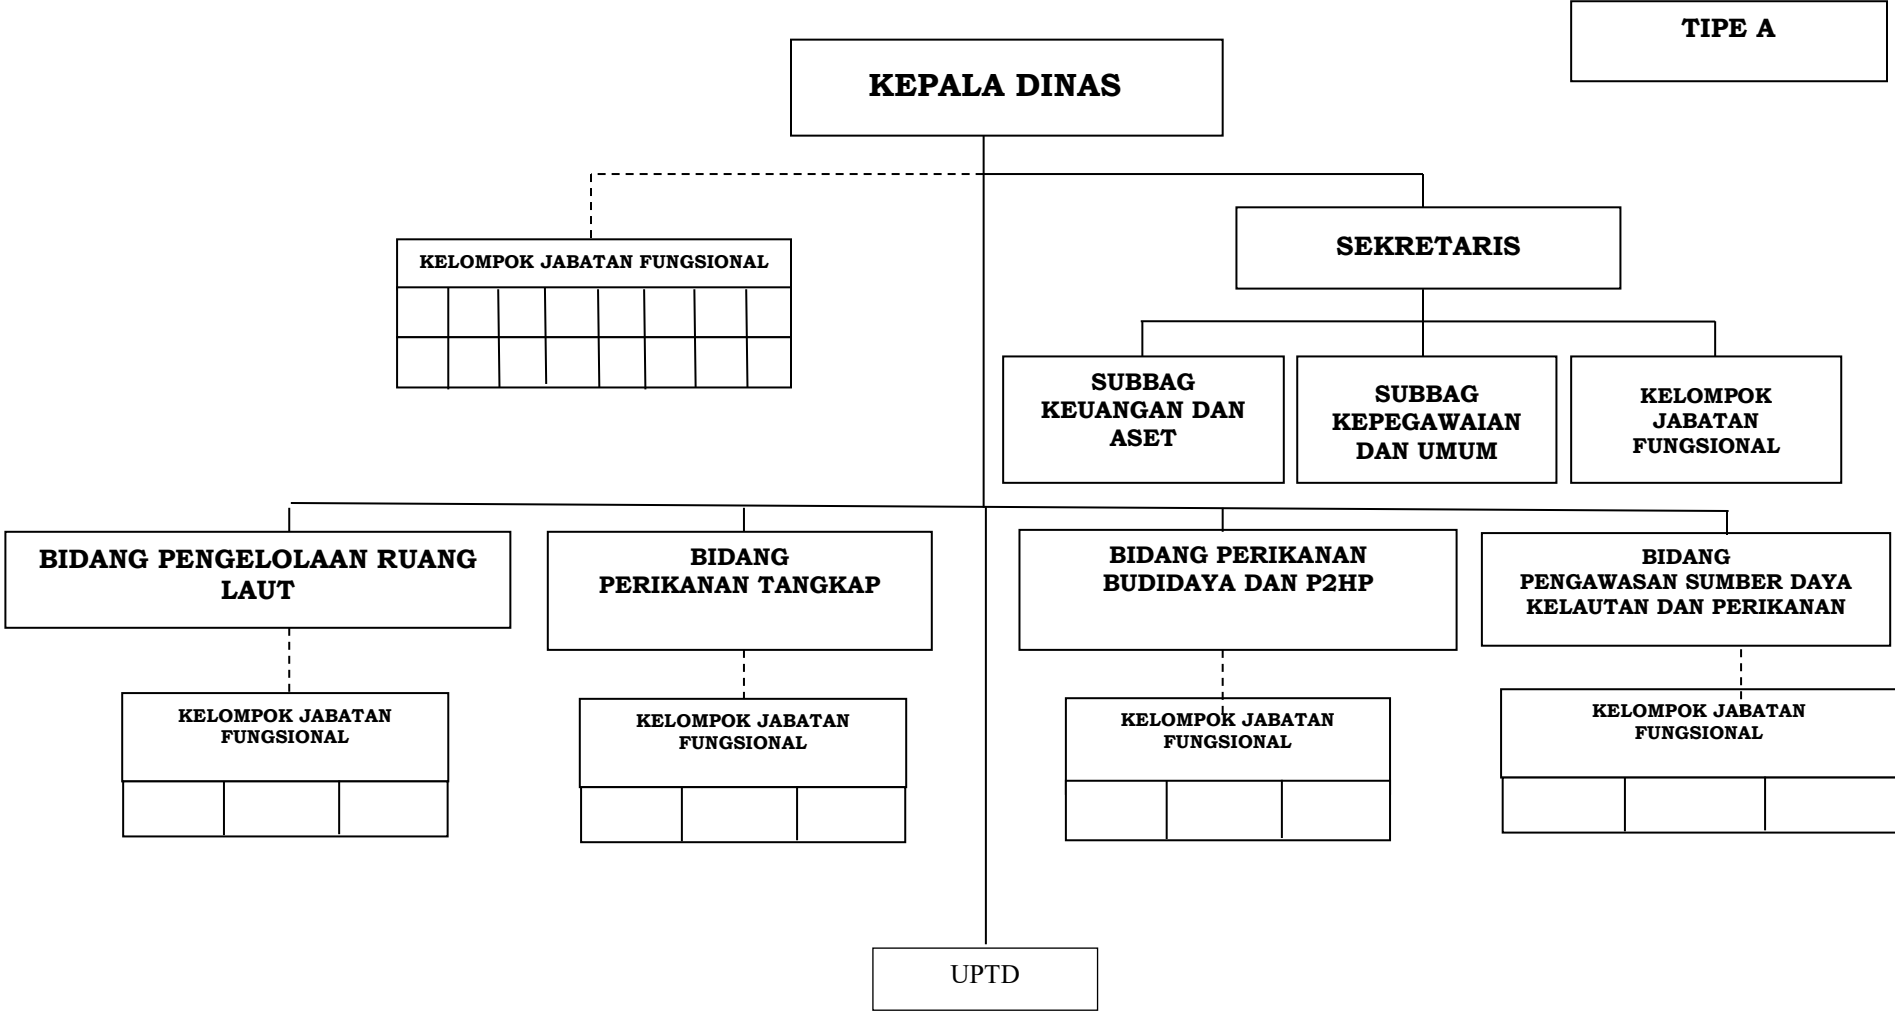 TIPE A
KEPALA DINAS
SEKRETARIS
KELOMPOK JABATAN FUNGSIONAL
SUBBAG
KEUANGAN DAN
ASET
SUBBAG
KEPEGAWAIAN
DAN UMUM
KELOMPOK
JABATAN
FUNGSIONAL
BIDANG PENGELOLAAN RUANG
LAUT
BIDANG
PERIKANAN TANGKAP
BIDANG PERIKANAN
BUDIDAYA DAN P2HP
BIDANG
PENGAWASAN SUMBER DAYA
KELAUTAN DAN PERIKANAN
KELOMPOK JABATAN
FUNGSIONAL
KELOMPOK JABATAN
FUNGSIONAL
KELOMPOK JABATAN
FUNGSIONAL
KELOMPOK JABATAN
FUNGSIONAL
UPTD